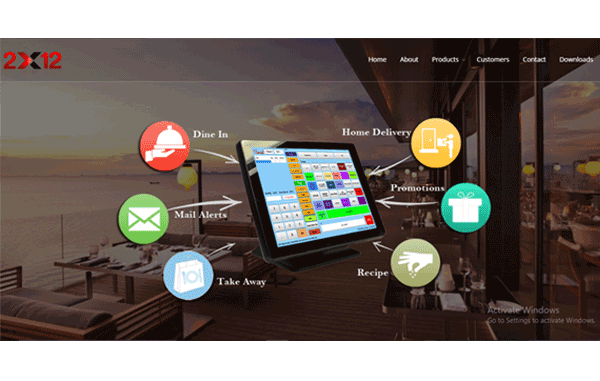 2X12
Home About Products Customers Contact Downloads
Dine In
Home Delivery
Mail Alerts
Promotions
Take Away
Recipe
Activate Windows
Go to Settings to activate Windows.